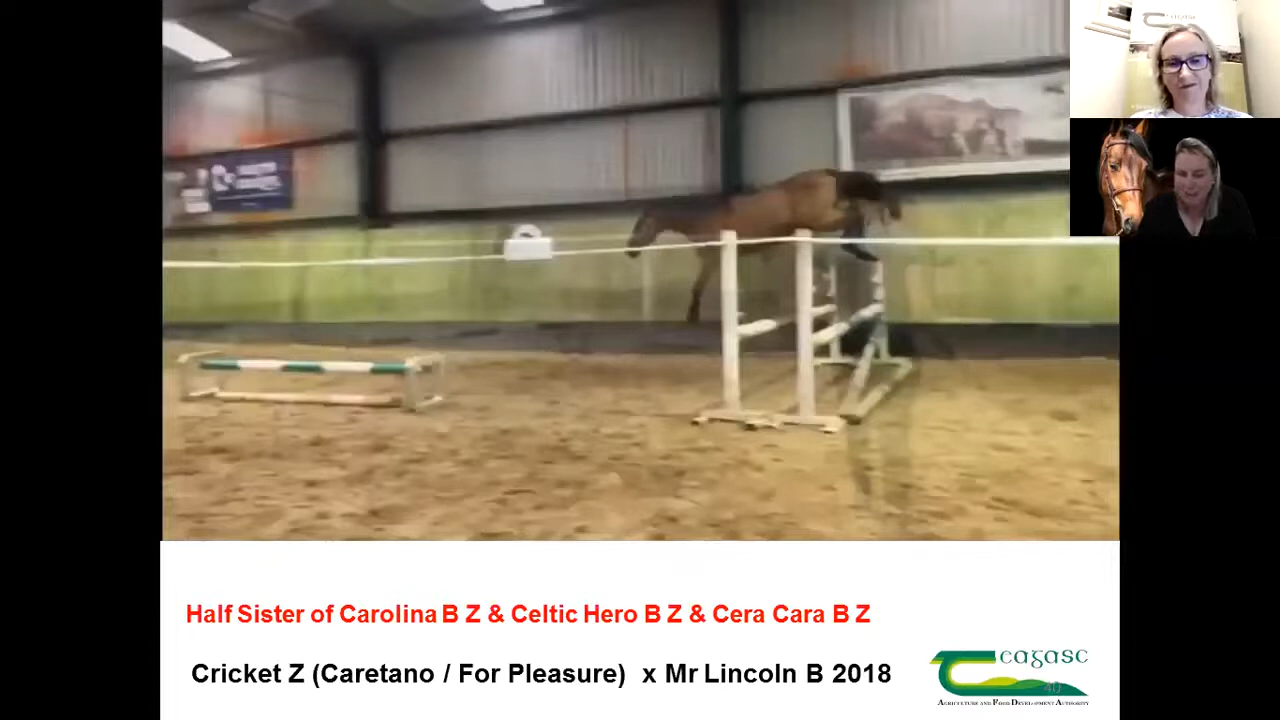 Half Sister of Carolina B Z & Celtic Hero B Z & Cera Cara B Z
Cricket Z (Caretano / For Pleasure) x Mr Lincoln B 2018
teagasc
40
AGRICULTURE AND FOOD DEVELOPMENT AUTHORITY